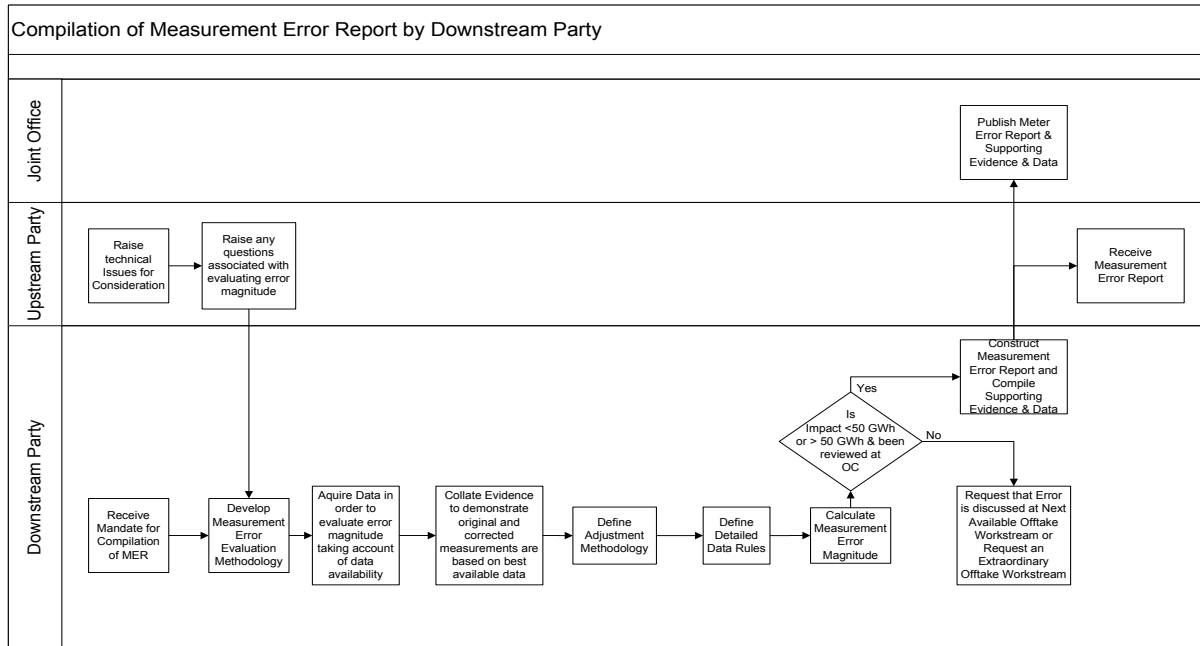 Compilation of Measurement Error Report by Downstream Party
Joint Office
Publish Meter
Error Report &
Supporting
Evidence & Data
Upstream Party
Raise
technical
Issues for
Consideration
Raise any
questions
associated with
evaluating error
magnitude
Receive
Measurement
Error Report
Downstream Party
Construct
Measurement
Error Report and
Compile
Supporting
Evidence & Data
Yes
Is
Impact <50 GWh
or > 50 GWh & been
reviewed at
OC
No
Receive
Mandate for
Compilation
of MER
Develop
Measurement
Error
Evaluation
Methodology
Aquire Data in
order to
evaluate error
magnitude
taking account
of data
availability
Collate Evidence
to demonstrate
original and
corrected
measurements are
based on best
available data
Define
Adjustment
Methodology
Define
Detailed
Data Rules
Calculate
Measurement
Error
Magnitude
Request that Error
is discussed at Next
Available Offtake
Workstream or
Request an
Extraordinary
Offtake Workstream